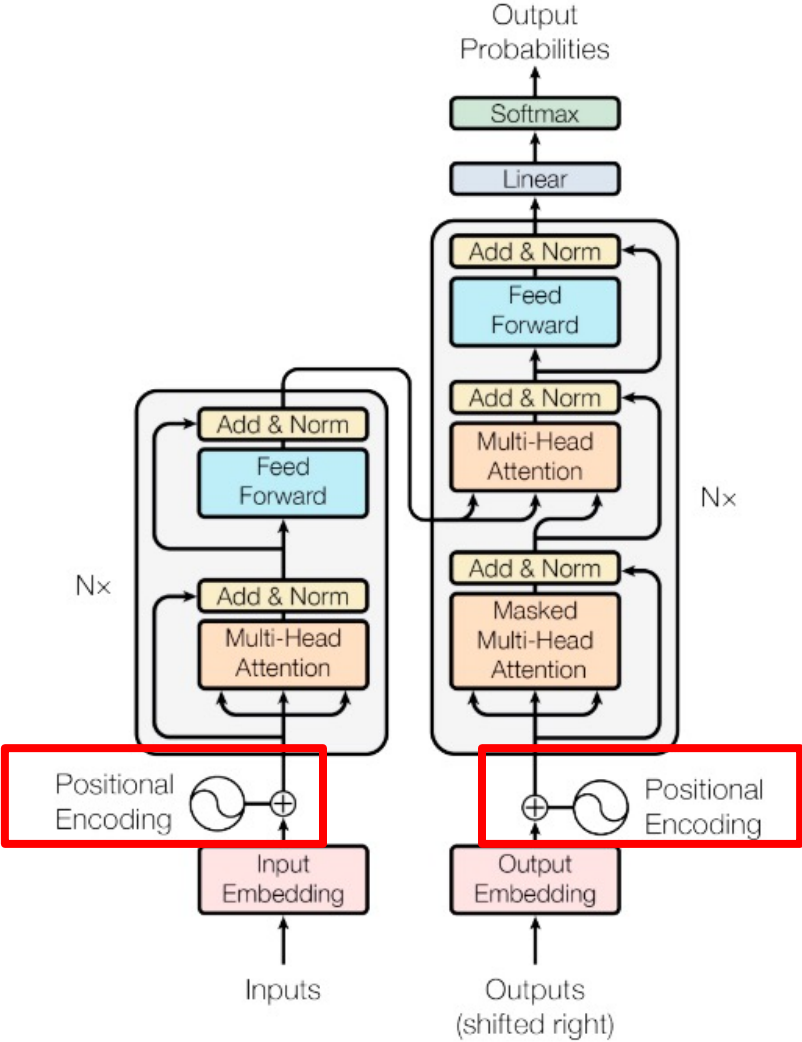 Output
Probabilities
Softmax
Linear
Add & Norm
Feed
Forward
Add & Norm
Multi-Head
Attention
Add & Norm
Masked
Multi-Head
Attention
Nx
Add & Norm
Feed
Forward
Add & Norm
Multi-Head
Attention
Nx
Positional
Encoding
Positional
Encoding
Input
Embedding
Output
Embedding
Inputs
Outputs
(shifted right)